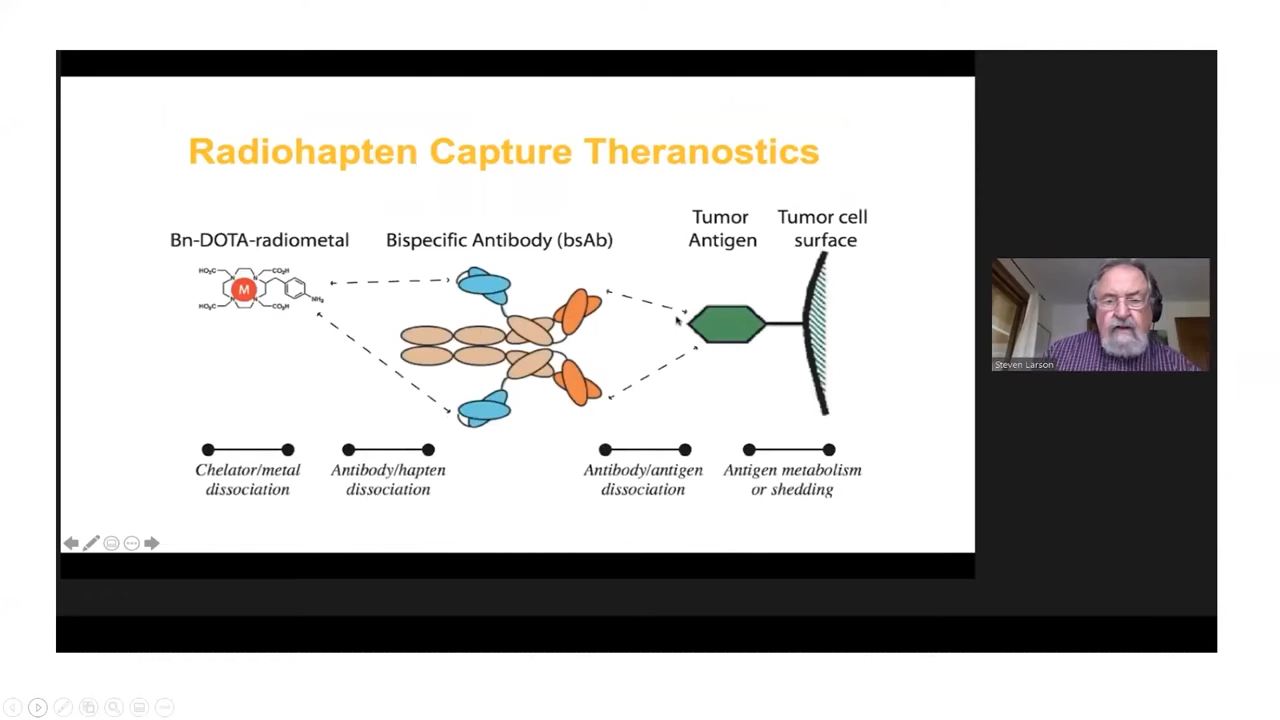 Radiohapten Capture Theranostics
Tumor
Antigen
Tumor cell
surface
Bn-DOTA-radiometal
Bispecific Antibody (bsAb)
HO₂C
CO₂H
N
N
M
N
N
HO₂C
CO₂H
NH₂
Steven Larson
Chelator/metal
dissociation
Antibody/hapten
dissociation
Antibody/antigen
dissociation
Antigen metabolism
or shedding